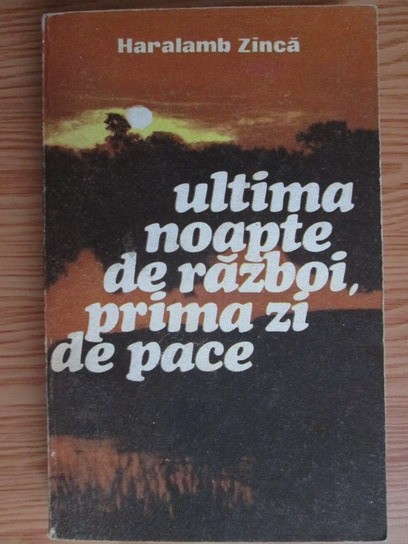 Haralamb Zincă
ultima
noapte
de război,
prima zi
de pace